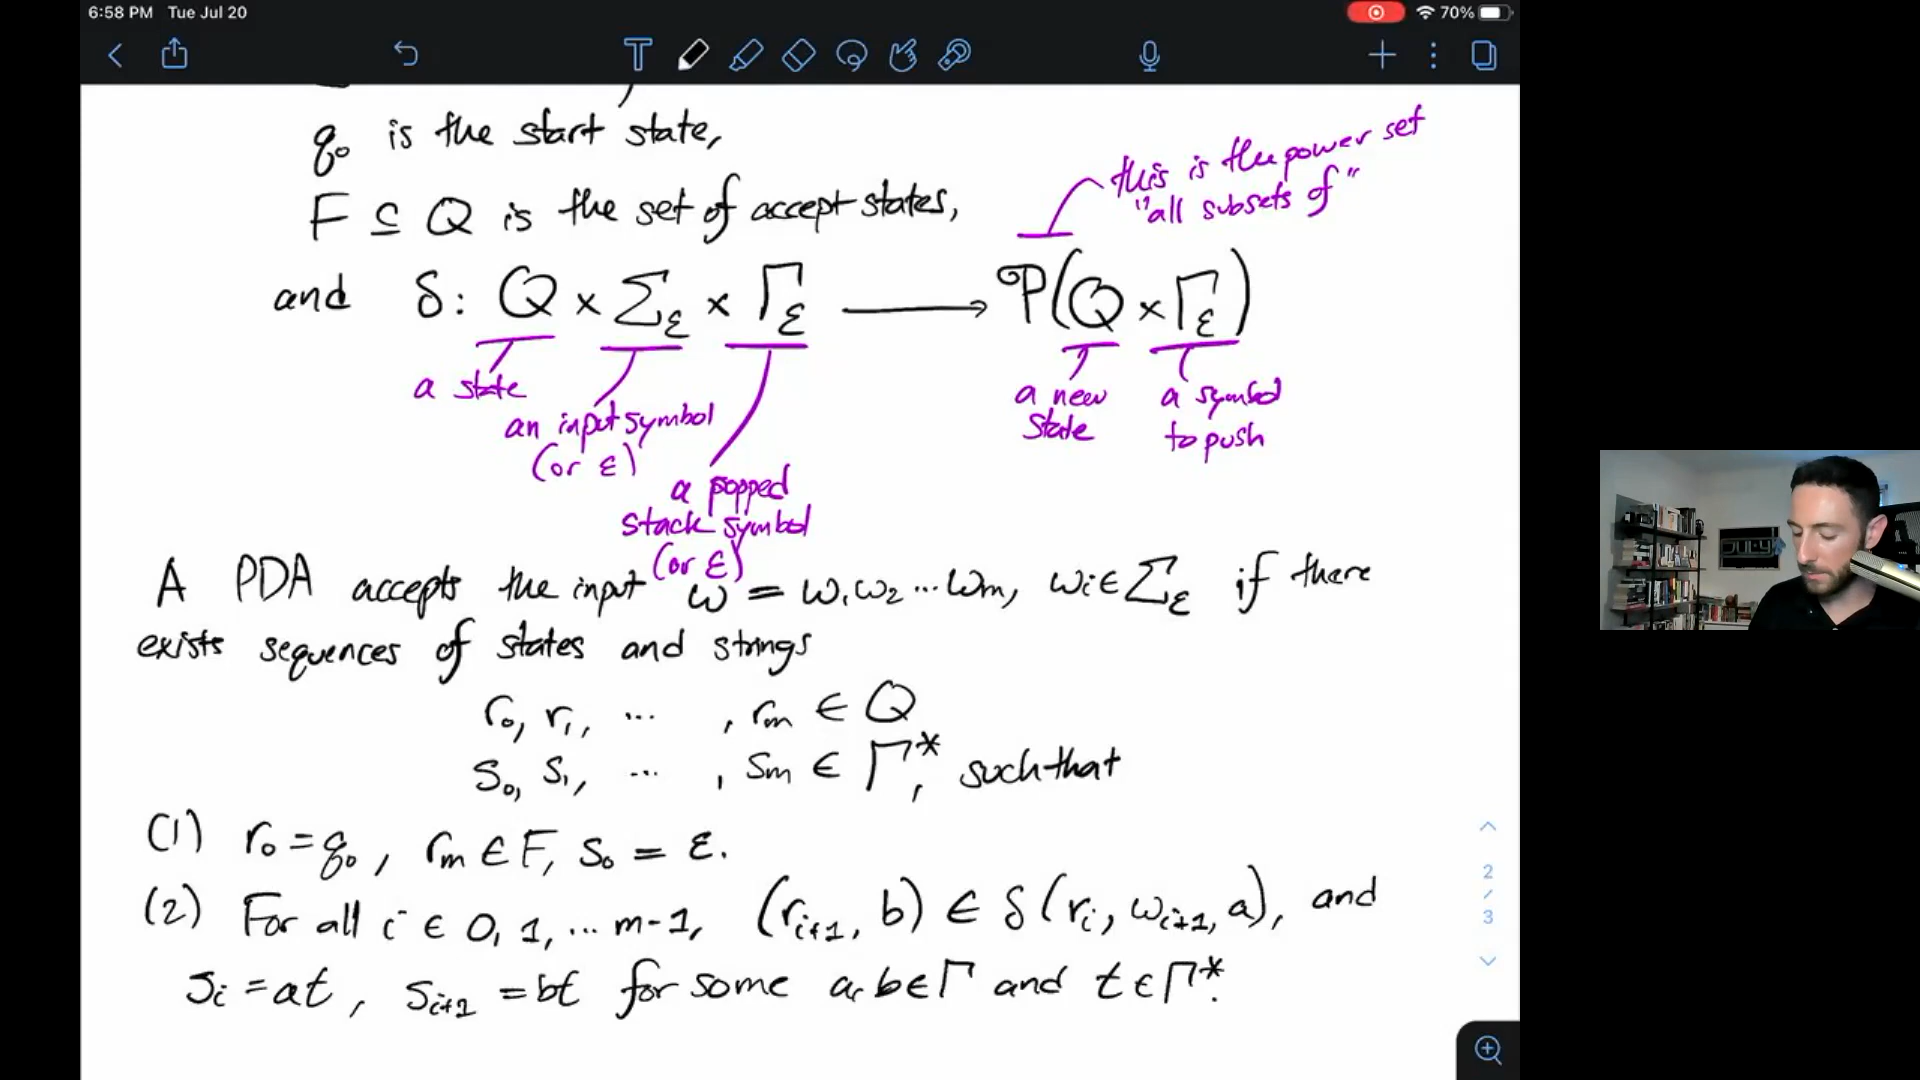 6:58 PM Tue Jul 20
70%
q₀ is the start state,
F ⊆ Q is the set of accept states,
this is the power set
"all subsets of"
and δ: Q × Σ_ε × Γ_ε ⟶ P(Q × Γ_ε)
a state
an input symbol
(or ε)
a popped
stack symbol
(or ε)
a new
state
a symbol
to push
A PDA accepts the input w = w₁w₂...wₘ, wᵢ ∈ Σ_ε if there
exists sequences of states and strings
r₀, r₁, ... , rₘ ∈ Q
s₀, s₁, ... , sₘ ∈ Γ*, such that
(1) r₀ = q₀, rₘ ∈ F, s₀ = ε.
(2) For all i ∈ 0, 1, ... m-1, (rᵢ₊₁, b) ∈ δ(rᵢ, wᵢ₊₁, a), and
sᵢ = at, sᵢ₊₁ = bt for some a, b ∈ Γ and t ∈ Γ*.
2
/
3